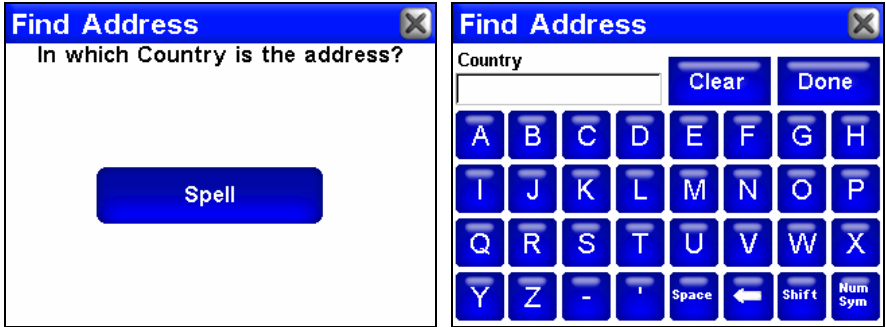 Find Address
In which Country is the address?
Spell
Find Address
Country
Clear Done
A B C D E F G H
I J K L M N O P
Q R S T U V W X
Y Z - ' Space Shift Num Sym